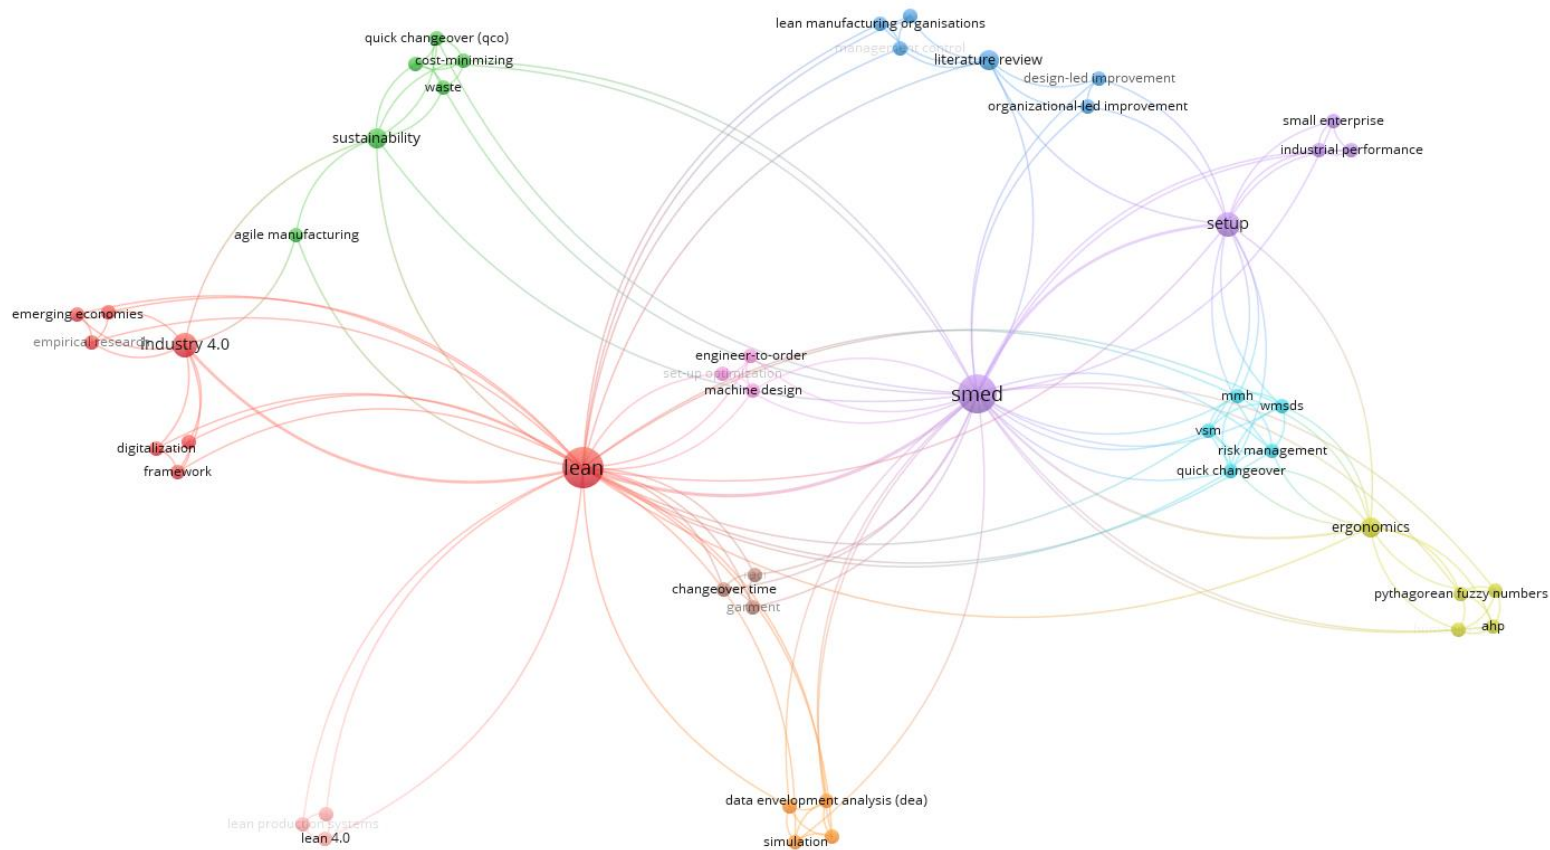 lean manufacturing organisations
quick changeover (qco)
management control
cost-minimizing
literature review
design-led improvement
waste
organizational-led improvement
small enterprise
sustainability
industrial performance
setup
agile manufacturing
emerging economies
empirical research
industry 4.0
engineer-to-order
set-up optimization
machine design
smed
mmh
wmsds
vsm
digitalization
risk management
lean
framework
quick changeover
ergonomics
changeover time
pythagorean fuzzy numbers
garment
ahp
data envelopment analysis (dea)
lean production systems
lean 4.0
simulation